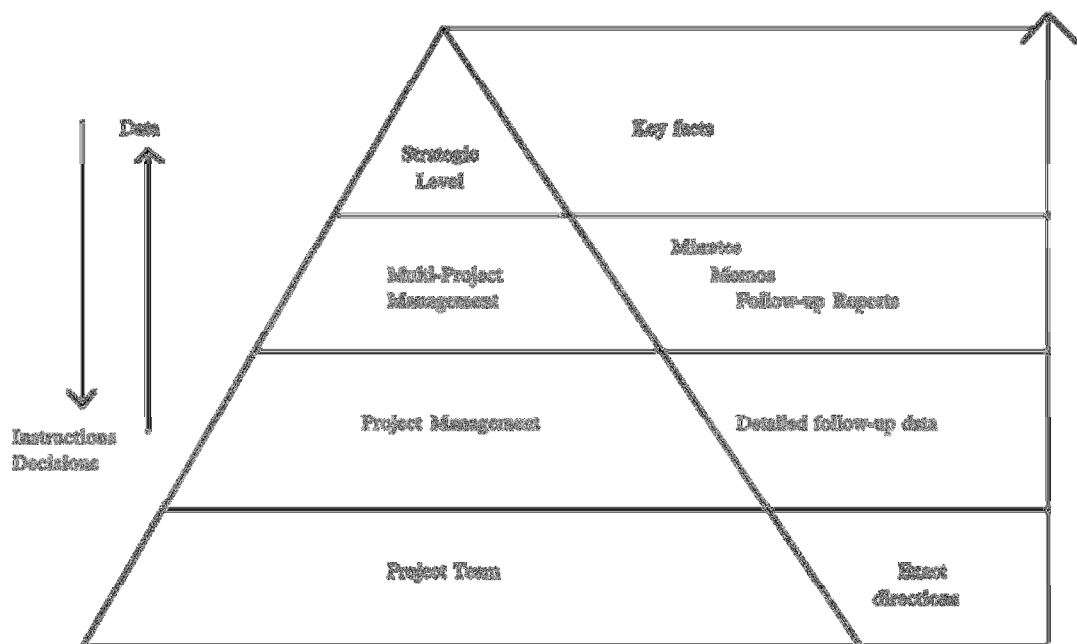 Data
Key facts
Strategic
Level
Minutes
Memos
Follow-up Reports
Multi-Project
Management
Instructions
Decisions
Project Management
Detailed follow-up data
Project Team
Exact
directions